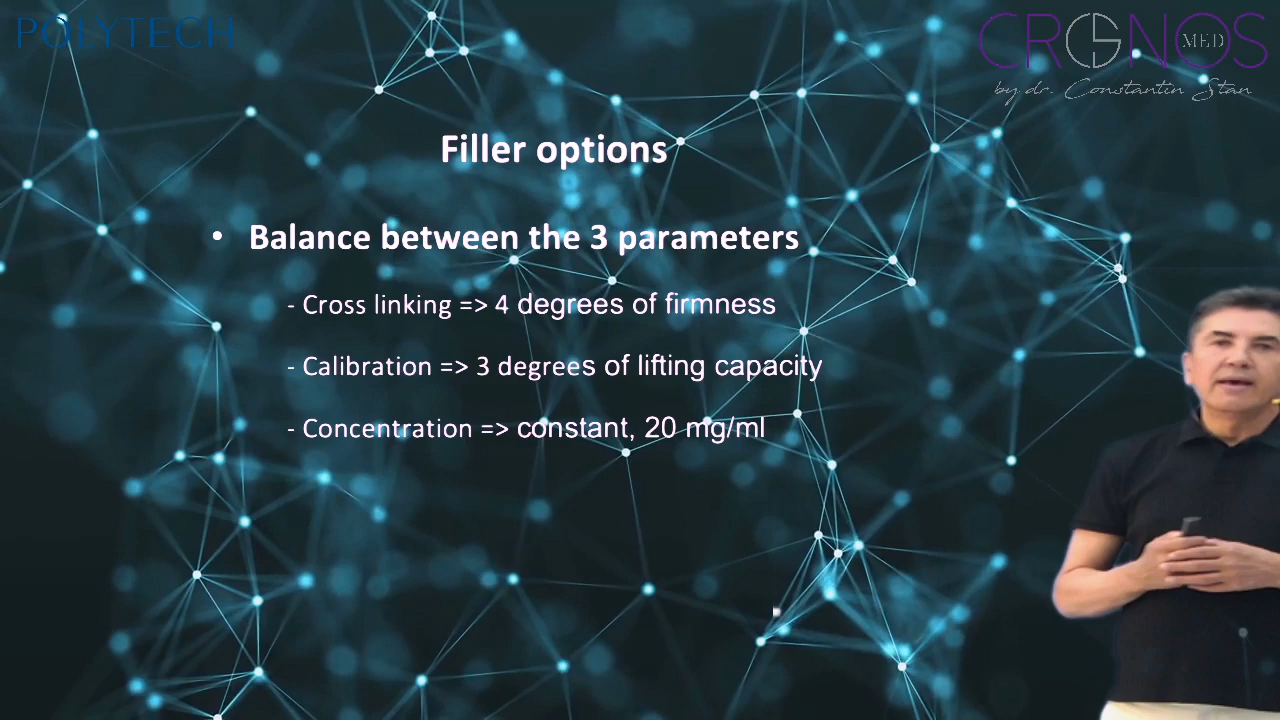 POLYTECH
CRONOS
MED
by dr. Constantin Stan
Filler options
• Balance between the 3 parameters
- Cross linking => 4 degrees of firmness
- Calibration => 3 degrees of lifting capacity
- Concentration => constant, 20 mg/ml